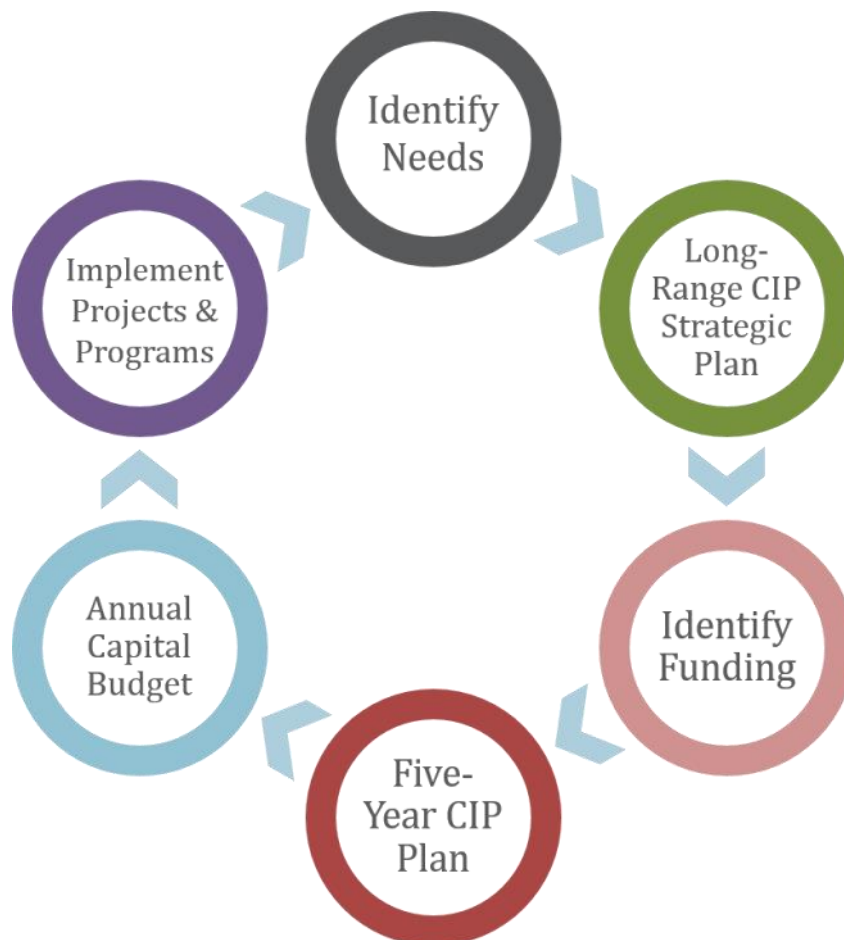 Identify
Needs
Long-
Range CIP
Strategic
Plan
Identify
Funding
Five-
Year CIP
Plan
Annual
Capital
Budget
Implement
Projects &
Programs